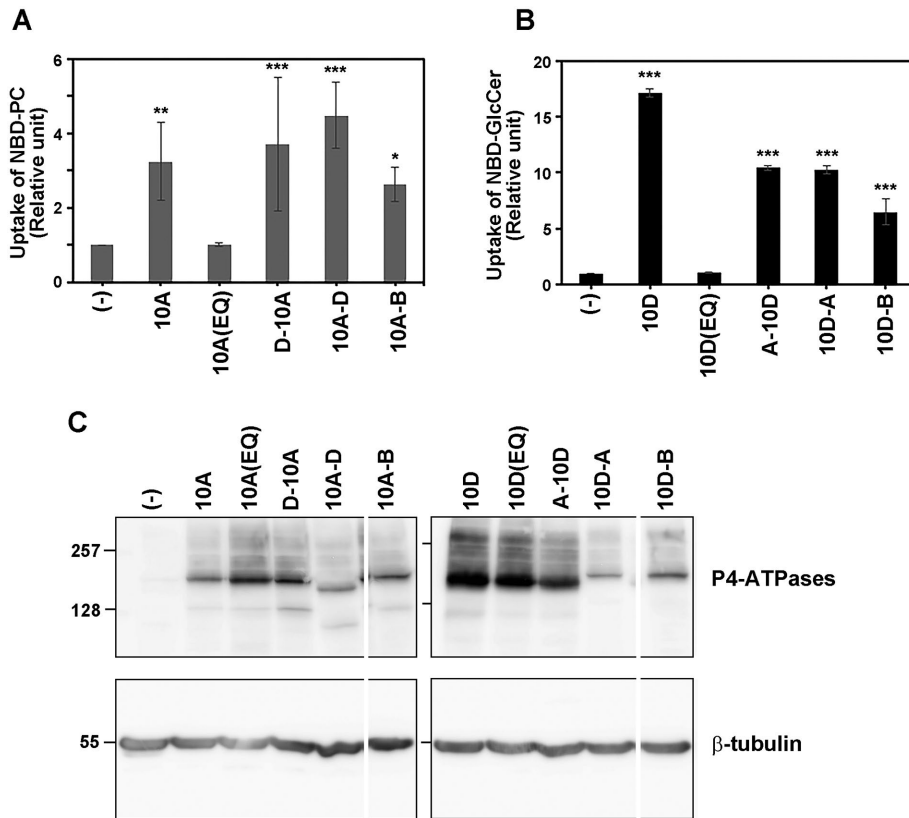 A
Uptake of NBD-PC
(Relative unit)
6
4
2
0
** *** *** *
(-) 10A 10A(EQ) D-10A 10A-D 10A-B
B
Uptake of NBD-GlcCer
(Relative unit)
20
15
10
5
0
*** *** *** ***
(-) 10D 10D(EQ) A-10D 10D-A 10D-B
C
(-) 10A 10A(EQ) D-10A 10A-D 10A-B 10D 10D(EQ) A-10D 10D-A 10D-B
257
128
P4-ATPases
55
β-tubulin